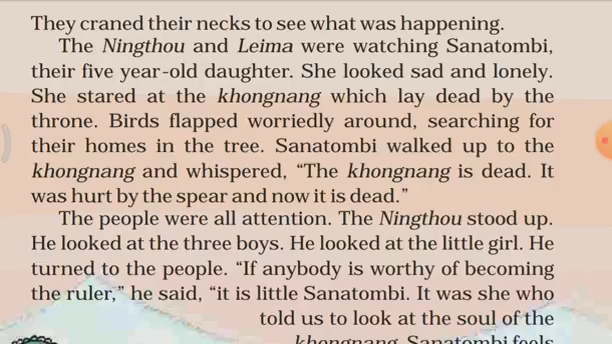 They craned their necks to see what was happening.
The Ningthou and Leima were watching Sanatombi,
their five year-old daughter. She looked sad and lonely.
She stared at the khongnang which lay dead by the
throne. Birds flapped worriedly around, searching for
their homes in the tree. Sanatombi walked up to the
khongnang and whispered, “The khongnang is dead. It
was hurt by the spear and now it is dead.”
The people were all attention. The Ningthou stood up.
He looked at the three boys. He looked at the little girl. He
turned to the people. “If anybody is worthy of becoming
the ruler,” he said, “it is little Sanatombi. It was she who
told us to look at the soul of the
khongnang. Sanatombi feels